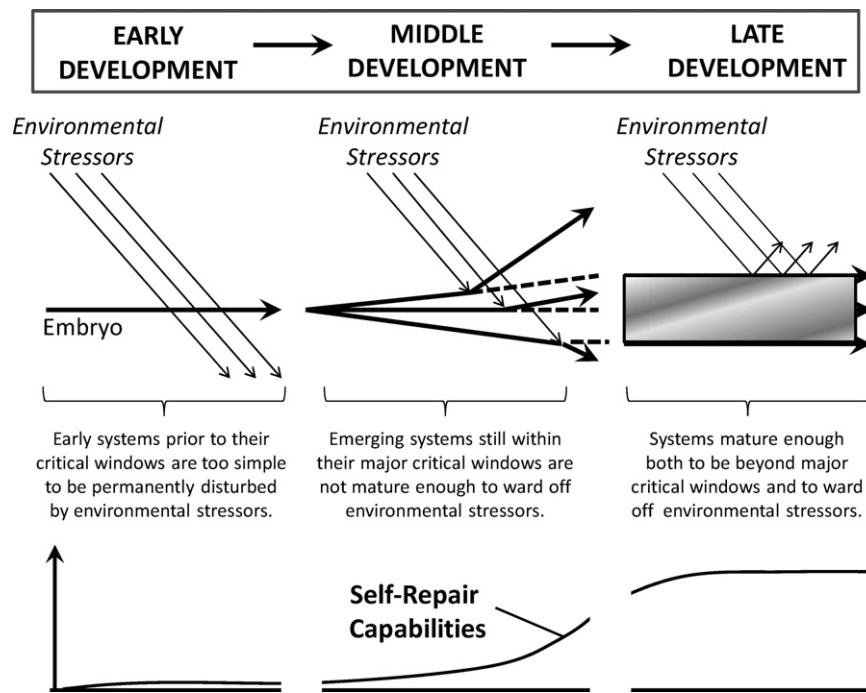 EARLY
DEVELOPMENT
MIDDLE
DEVELOPMENT
LATE
DEVELOPMENT
Environmental
Stressors
Environmental
Stressors
Environmental
Stressors
Embryo
Early systems prior to their
critical windows are too simple
to be permanently disturbed
by environmental stressors.
Emerging systems still within
their major critical windows are
not mature enough to ward off
environmental stressors.
Systems mature enough
both to be beyond major
critical windows and to ward
off environmental stressors.
Self-Repair
Capabilities